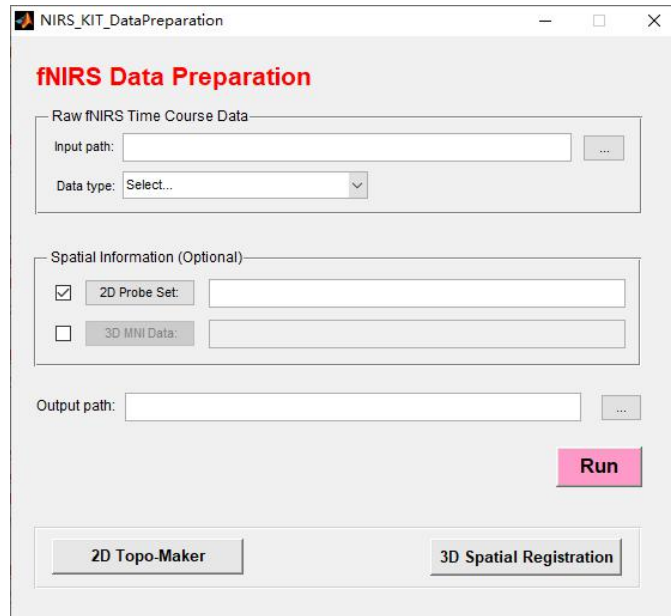 NIRS_KIT_DataPreparation
fNIRS Data Preparation
Raw fNIRS Time Course Data
Input path:
...
Data type: Select...
Spatial Information (Optional)
2D Probe Set:
3D MNI Data:
Output path:
...
Run
2D Topo-Maker
3D Spatial Registration